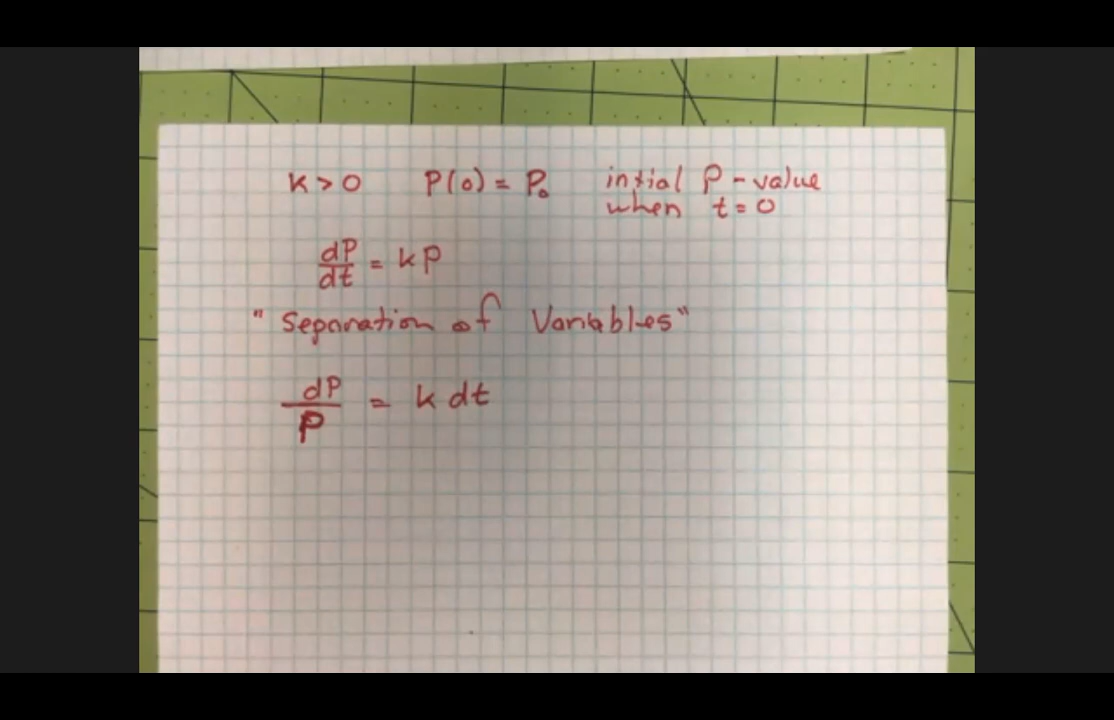 k > 0 P(0) = P₀ initial P-value
when t = 0
dP/dt = kP
"Separation of Variables"
dP/P = k dt